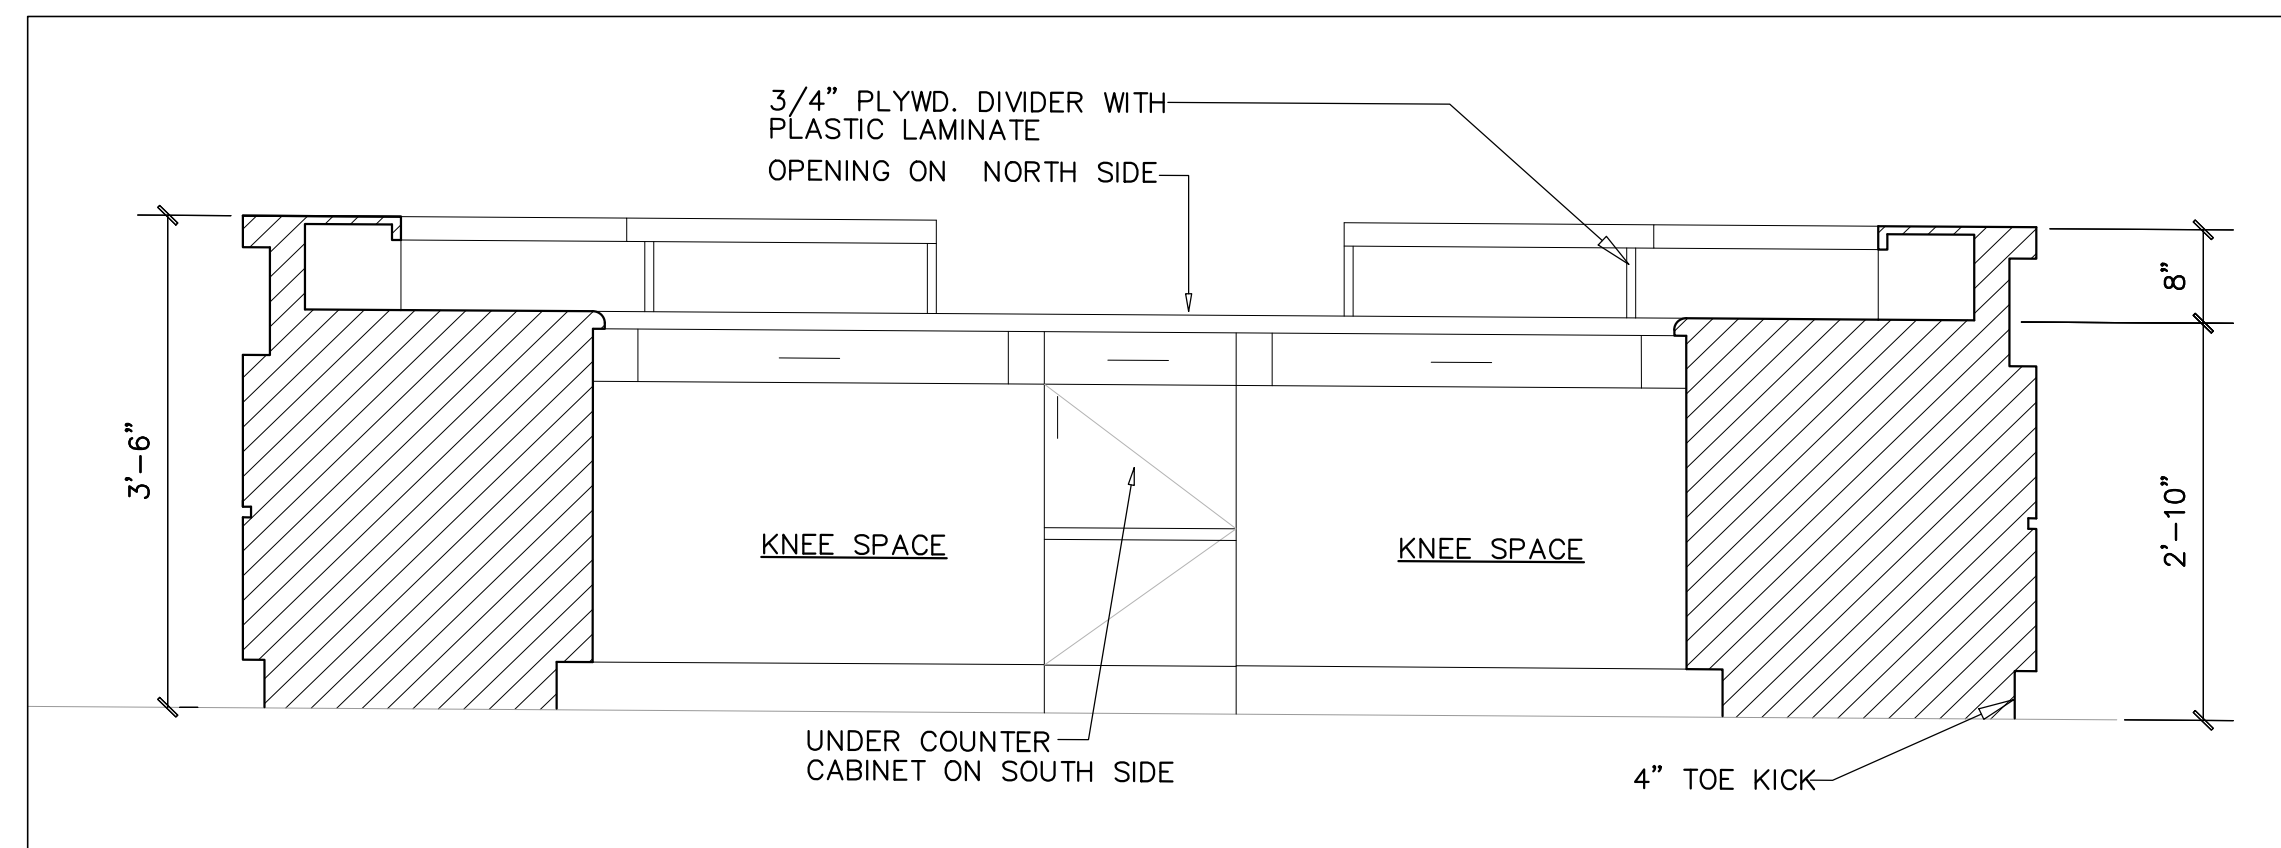 3/4” PLYWD. DIVIDER WITH
PLASTIC LAMINATE
OPENING ON NORTH SIDE
8”
3’-6”
2’-10”
KNEE SPACE
KNEE SPACE
UNDER COUNTER
CABINET ON SOUTH SIDE
4” TOE KICK